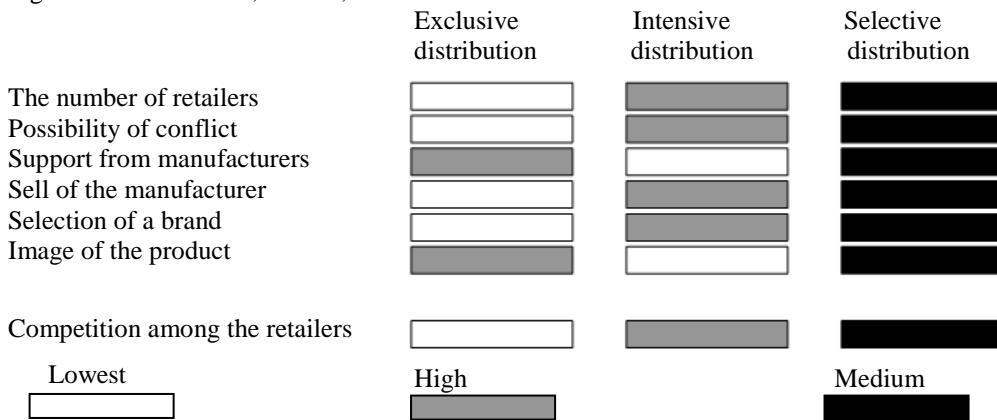 Exclusive Intensive Selective
distribution distribution distribution
The number of retailers
Possibility of conflict
Support from manufacturers
Sell of the manufacturer
Selection of a brand
Image of the product
Competition among the retailers
Lowest High Medium